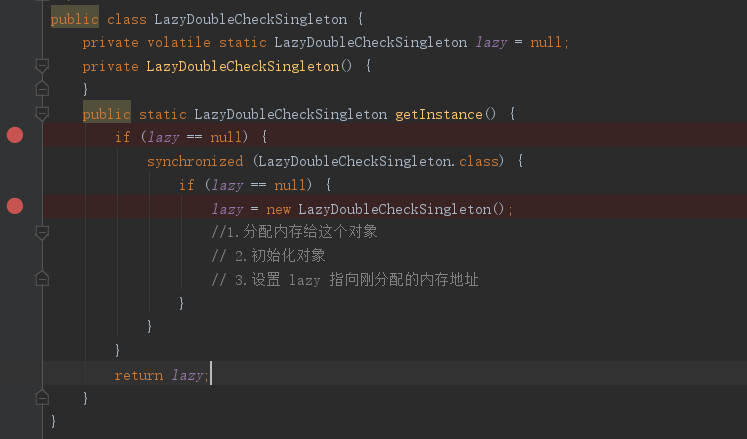 public class LazyDoubleCheckSingleton {
private volatile static LazyDoubleCheckSingleton lazy = null;
private LazyDoubleCheckSingleton() {
}
public static LazyDoubleCheckSingleton getInstance() {
if (lazy == null) {
synchronized (LazyDoubleCheckSingleton.class) {
if (lazy == null) {
lazy = new LazyDoubleCheckSingleton();
//1.分配内存给这个对象
// 2.初始化对象
// 3.设置 lazy 指向刚分配的内存地址
}
}
}
return lazy;
}
}